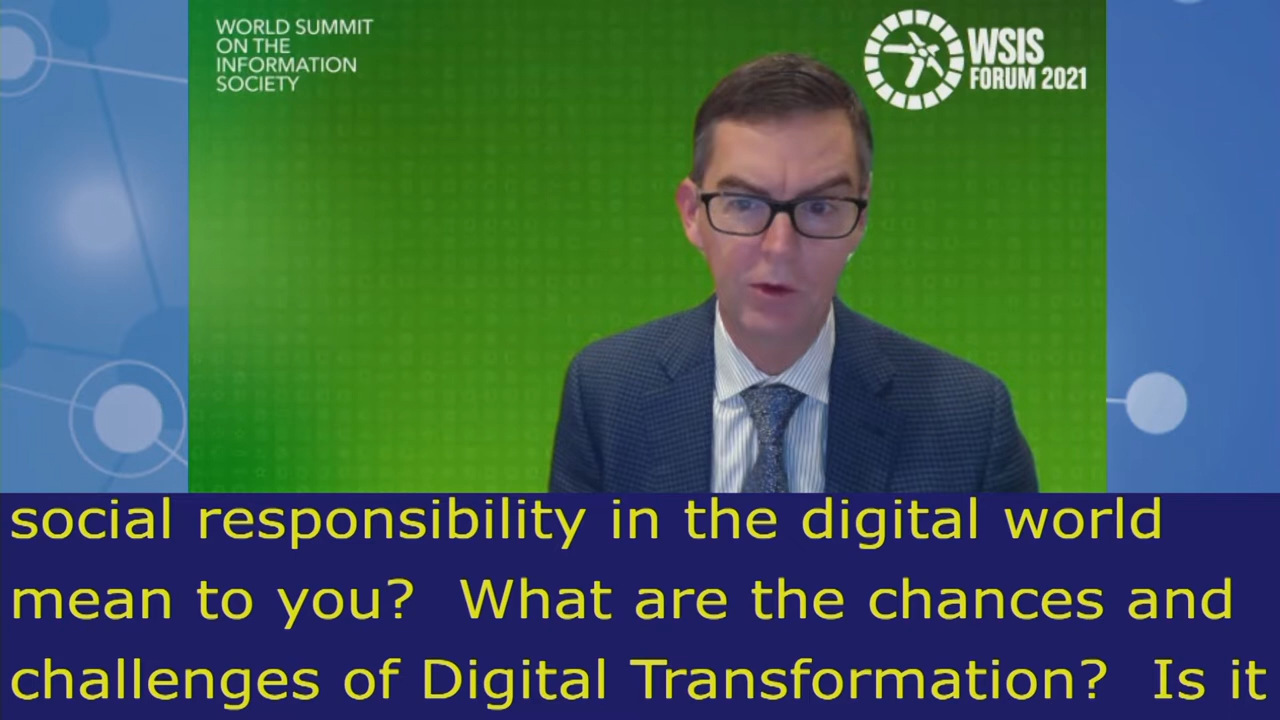 WORLD SUMMIT
ON THE
INFORMATION
SOCIETY
WSIS
FORUM 2021
social responsibility in the digital world
mean to you?  What are the chances and
challenges of Digital Transformation?  Is it